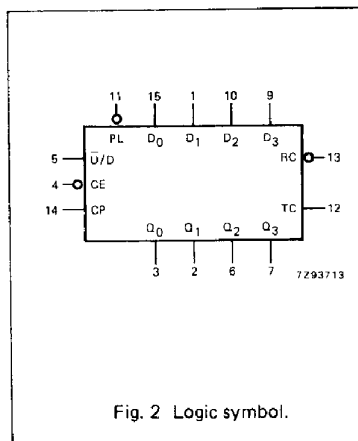 11 15 1 10 9
PL D0 D1 D2 D3
5 U̅/D RC 13
4 CE
14 CP TC 12
Q0 Q1 Q2 Q3
3 2 6 7
7Z93713
Fig. 2 Logic symbol.